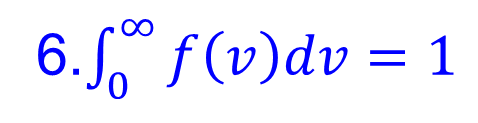 6.∫₀^∞ f(v)dv = 1